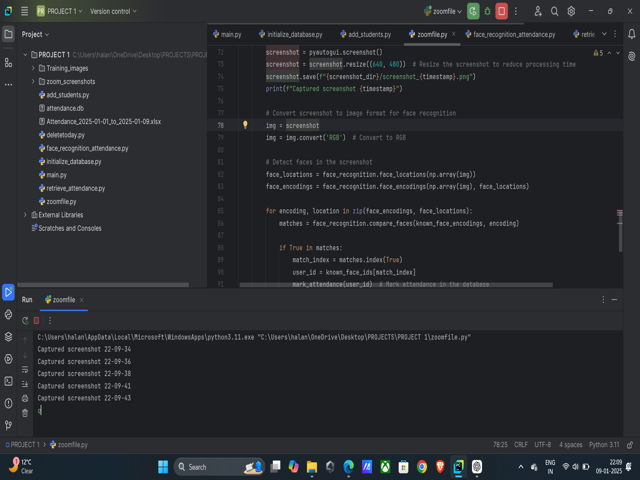 PR PROJECT 1 Version control zoomfile
Project
main.py initialize_database.py add_students.py zoomfile.py face_recognition_attendance.py retrie
PROJECT 1 C:\Users\halan\OneDrive\Desktop\PROJECTS\PROJECT 1
Training_images
zoom_screenshots
add_students.py
attendance.db
Attendance_2025-01-01_to_2025-01-09.xlsx
deletetoday.py
face_recognition_attendance.py
initialize_database.py
main.py
retrieve_attendance.py
zoomfile.py
External Libraries
Scratches and Consoles
72 screenshot = pyautogui.screenshot()
73 screenshot = screenshot.resize((640, 480)) # Resize the screenshot to reduce processing time
74 screenshot.save(f"{screenshot_dir}/screenshot_{timestamp}.png")
75 print(f"Captured screenshot {timestamp}")
76
77 # Convert screenshot to image format for face recognition
78 img = screenshot
79 img = img.convert('RGB') # Convert to RGB
80
81 # Detect faces in the screenshot
82 face_locations = face_recognition.face_locations(np.array(img))
83 face_encodings = face_recognition.face_encodings(np.array(img), face_locations)
84
85 for encoding, location in zip(face_encodings, face_locations):
86 matches = face_recognition.compare_faces(known_face_encodings, encoding)
87
88 if True in matches:
89 match_index = matches.index(True)
90 user_id = known_face_ids[match_index]
91 mark_attendance(user_id) # Mark attendance in the database
5
Run zoomfile
C:\Users\halan\AppData\Local\Microsoft\WindowsApps\python3.11.exe "C:\Users\halan\OneDrive\Desktop\PROJECTS\PROJECT 1\zoomfile.py"
Captured screenshot 22-09-34
Captured screenshot 22-09-36
Captured screenshot 22-09-38
Captured screenshot 22-09-41
Captured screenshot 22-09-43
q
PROJECT 1 > zoomfile.py 78:25 CRLF UTF-8 4 spaces Python 3.11
12°C
Clear
Search
ENG
IN
22:09
09-01-2025